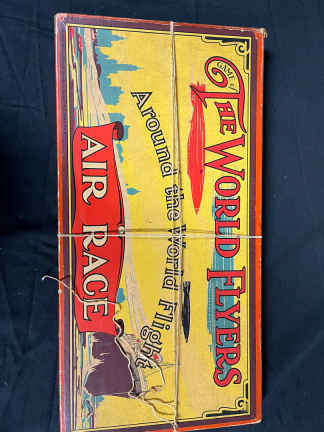 GAME of
THE WORLD FLYERS
Around the World Flight
AIR RACE